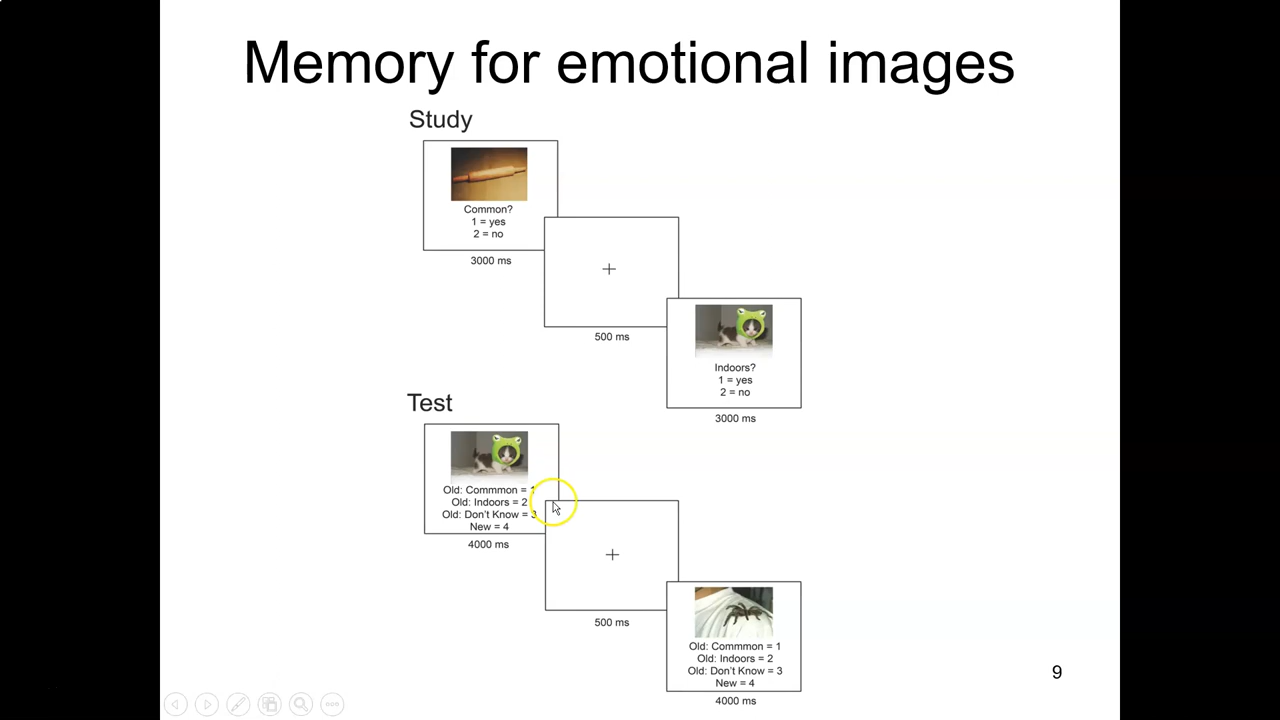 Memory for emotional images
Study
Common?
1 = yes
2 = no
3000 ms
500 ms
Indoors?
1 = yes
2 = no
3000 ms
Test
Old: Commmon = 1
Old: Indoors = 2
Old: Don't Know = 3
New = 4
4000 ms
500 ms
Old: Commmon = 1
Old: Indoors = 2
Old: Don't Know = 3
New = 4
4000 ms
9